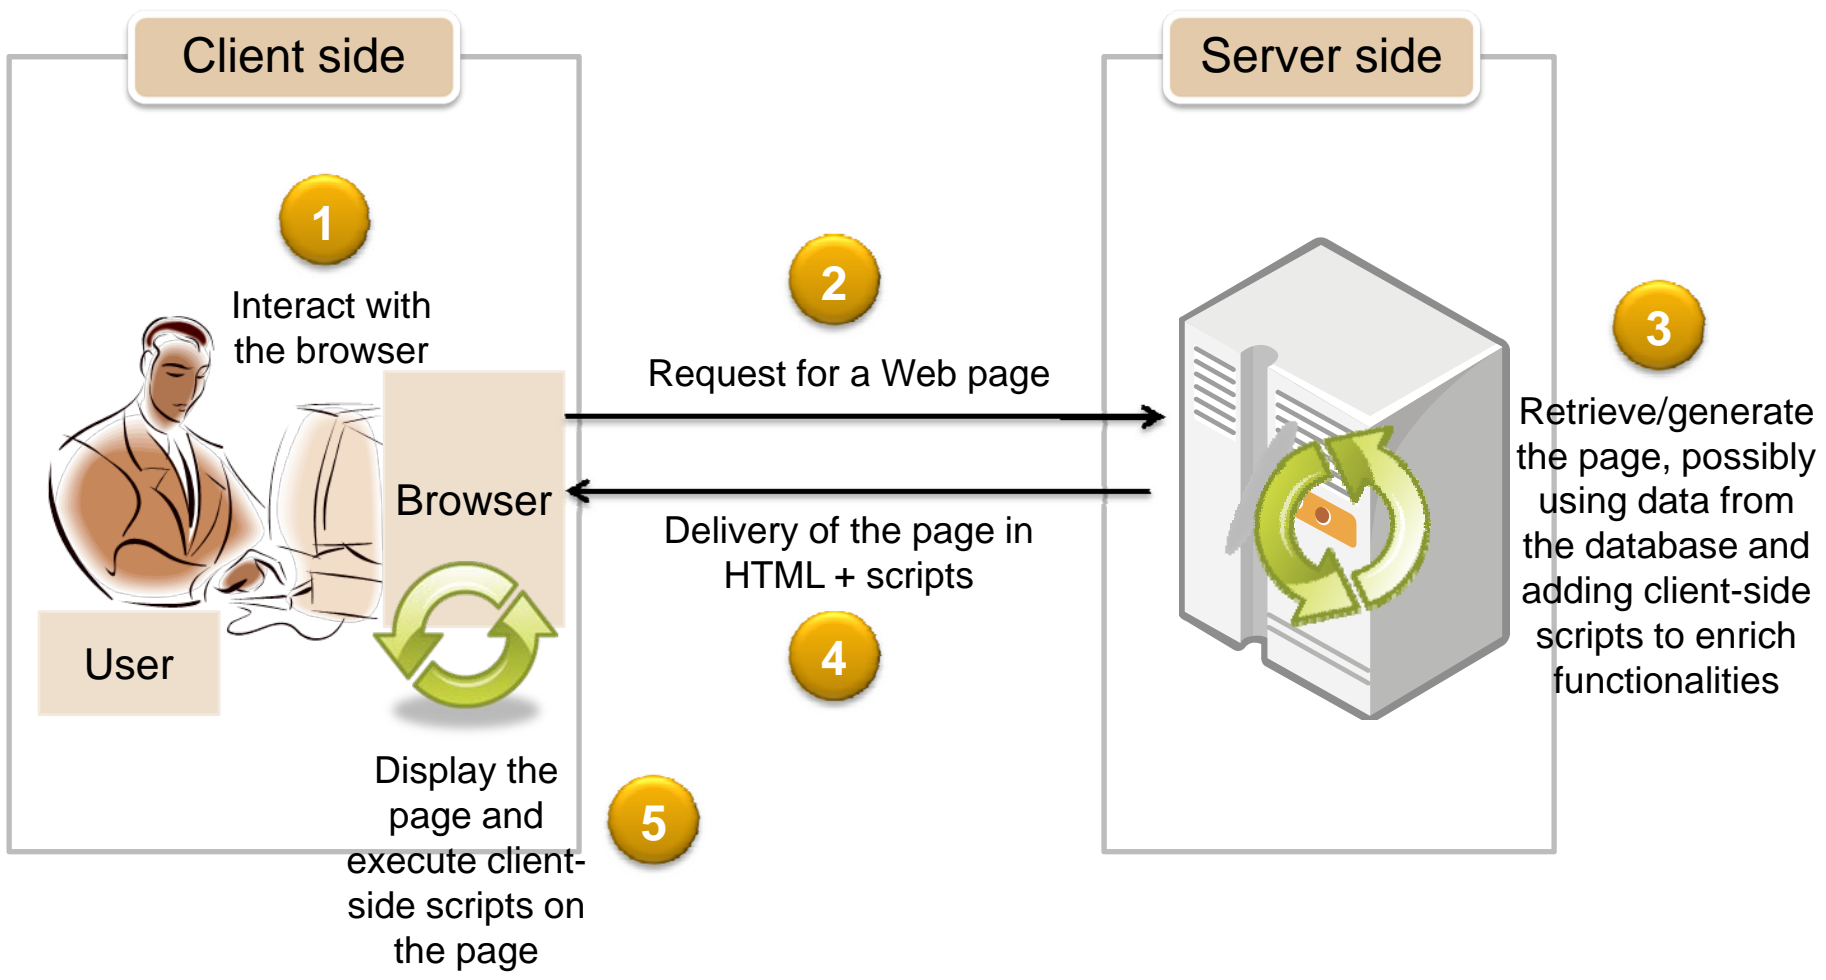 Client side
Server side
1
Interact with
the browser
2
Request for a Web page
3
Retrieve/generate
the page, possibly
using data from
the database and
adding client-side
scripts to enrich
functionalities
Browser
Delivery of the page in
HTML + scripts
4
User
Display the
page and
execute client-
side scripts on
the page
5